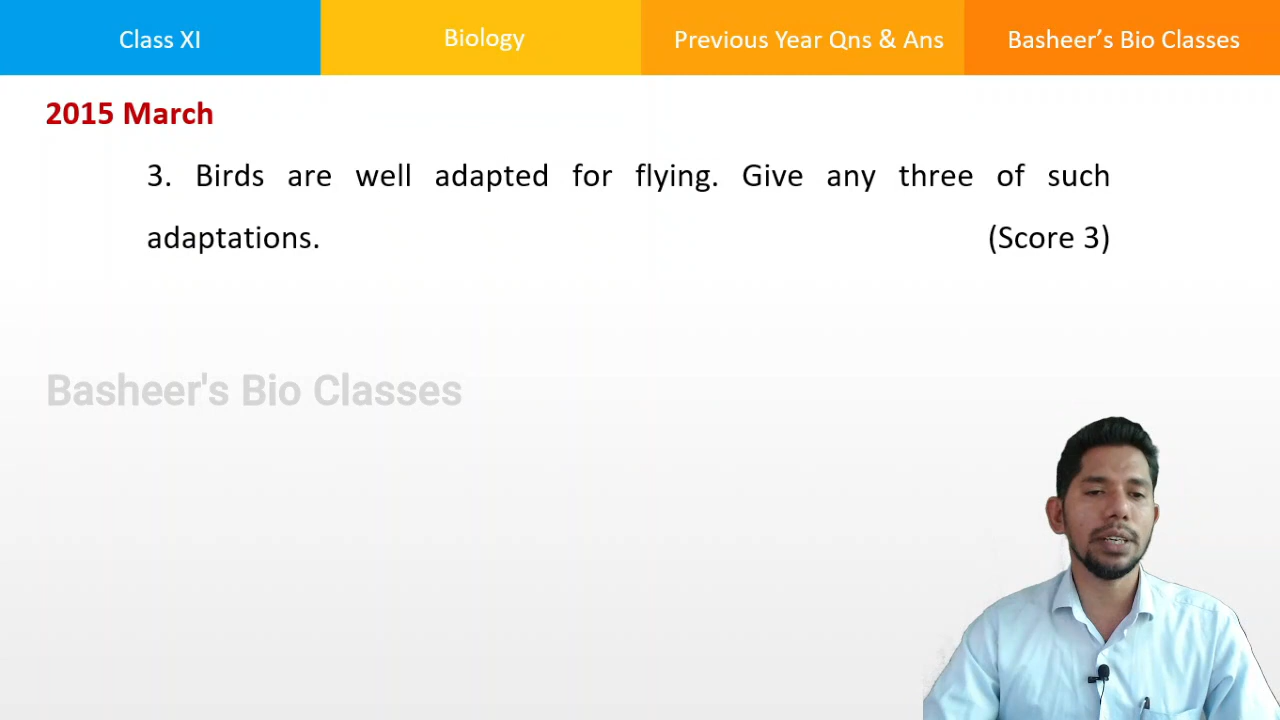 Class XI
Biology
Previous Year Qns & Ans
Basheer’s Bio Classes
2015 March
3. Birds are well adapted for flying. Give any three of such
adaptations. (Score 3)
Basheer's Bio Classes